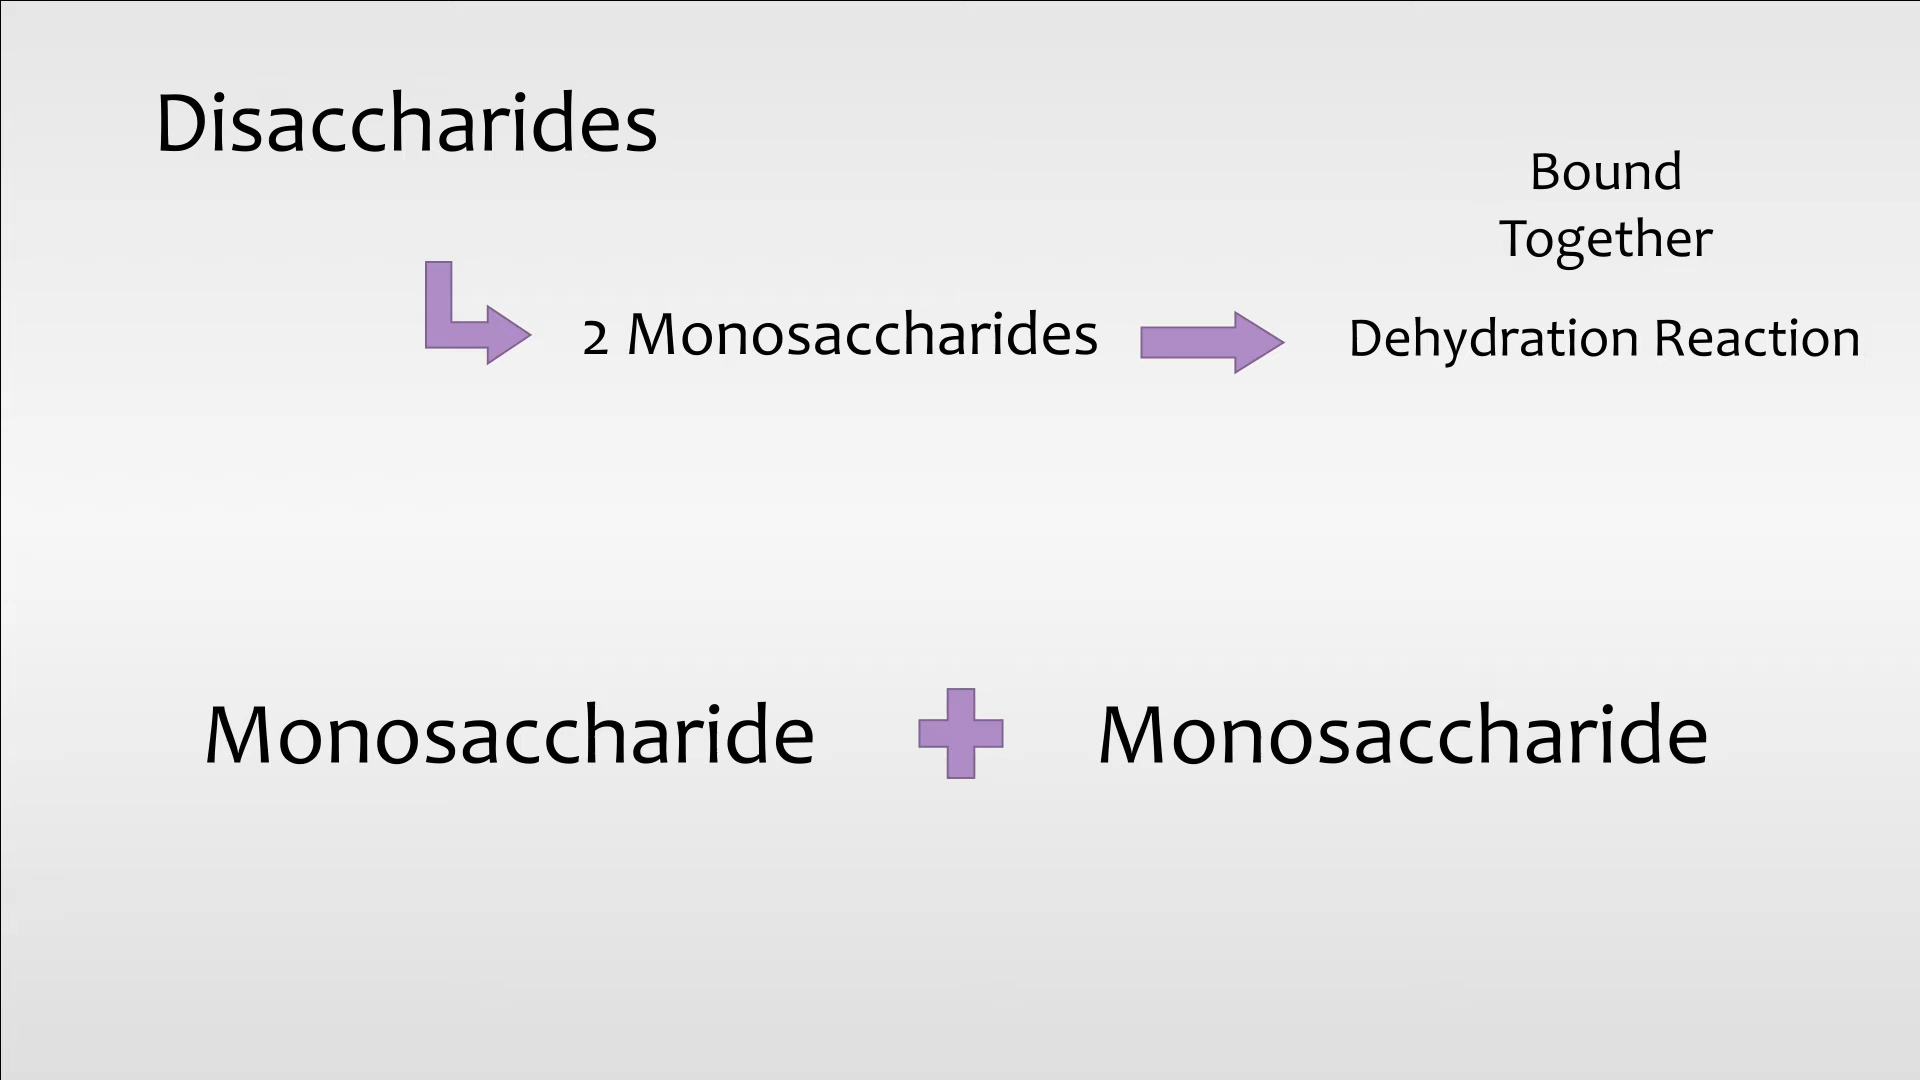 Disaccharides
Bound
Together
2 Monosaccharides
Dehydration Reaction
Monosaccharide
Monosaccharide